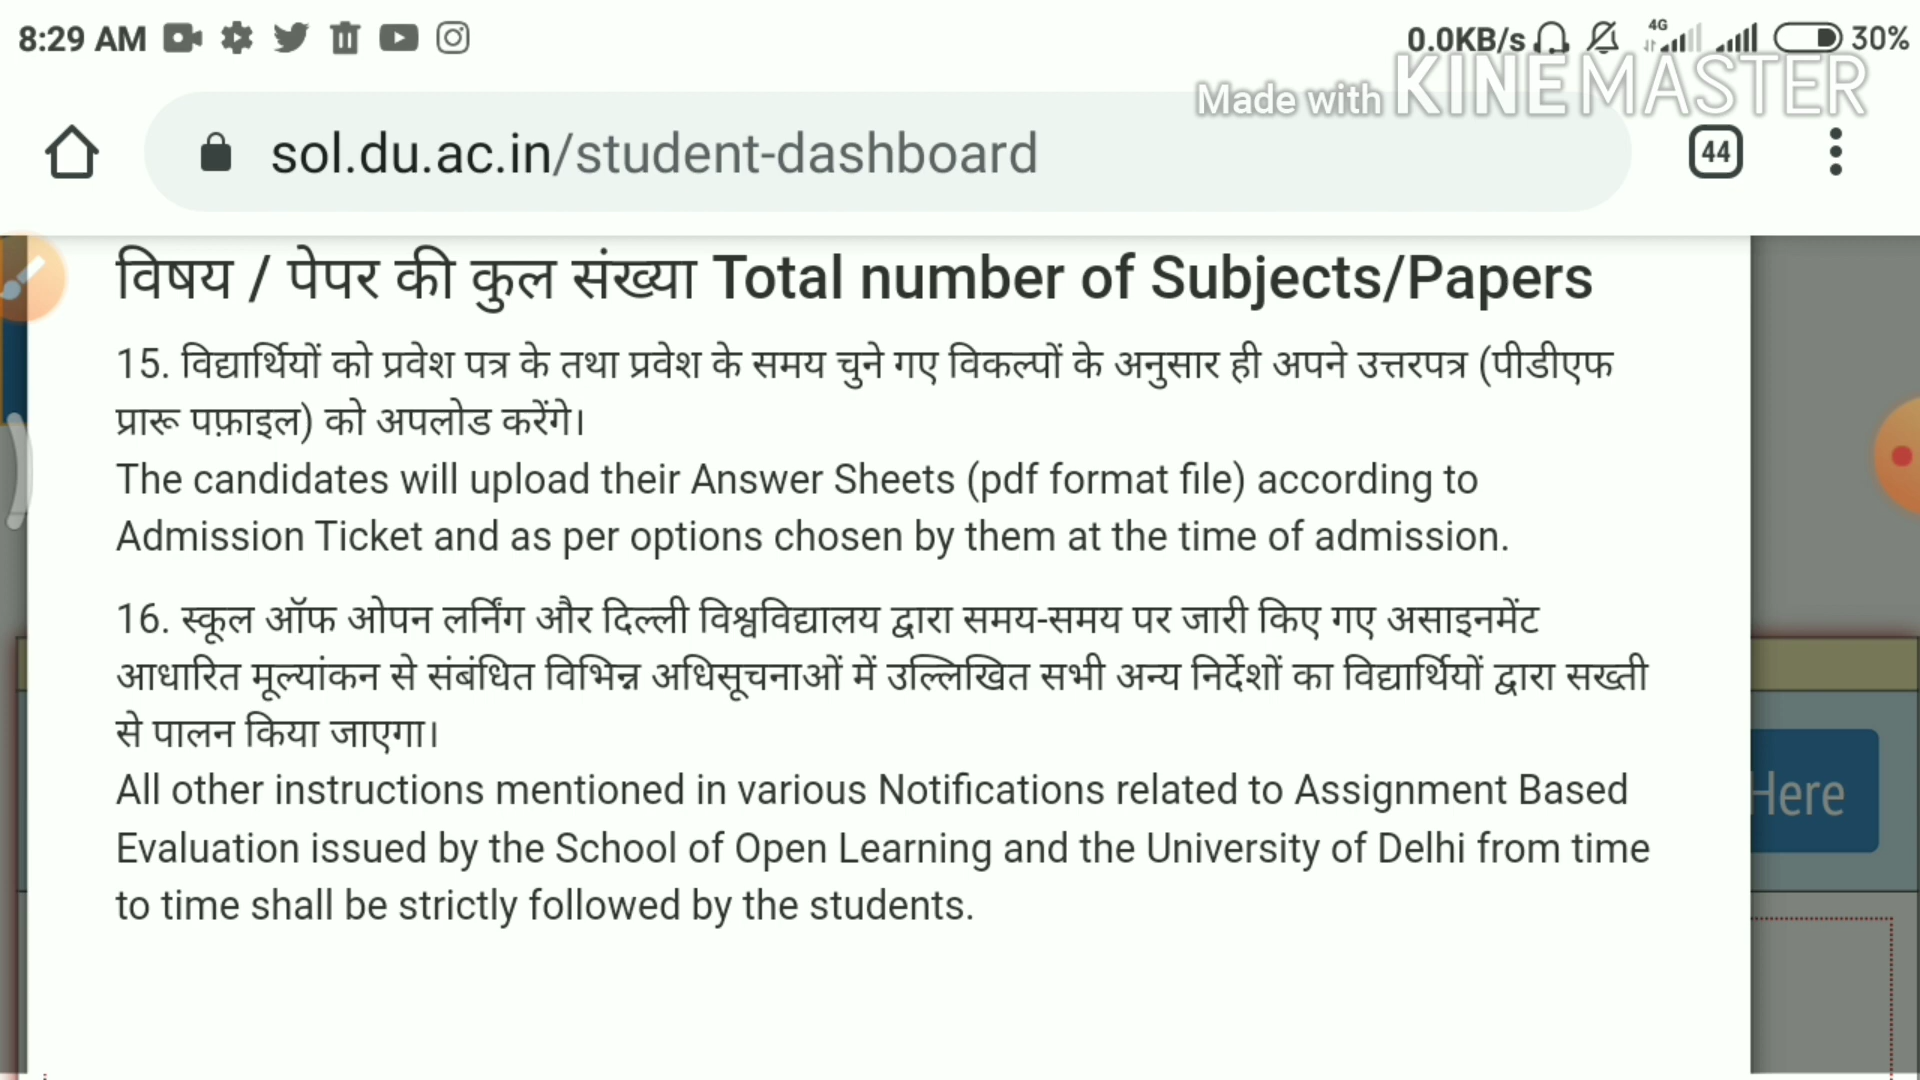 8:29 AM
0.0KB/s 4G 30%
Made with KINEMASTER
sol.du.ac.in/student-dashboard
44
विषय / पेपर की कुल संख्या Total number of Subjects/Papers
15. विद्यार्थियों को प्रवेश पत्र के तथा प्रवेश के समय चुने गए विकल्पों के अनुसार ही अपने उत्तरपत्र (पीडीएफ
प्रारू पफ़ाइल) को अपलोड करेंगे।
The candidates will upload their Answer Sheets (pdf format file) according to
Admission Ticket and as per options chosen by them at the time of admission.
16. स्कूल ऑफ ओपन लर्निंग और दिल्ली विश्वविद्यालय द्वारा समय-समय पर जारी किए गए असाइनमेंट
आधारित मूल्यांकन से संबंधित विभिन्न अधिसूचनाओं में उल्लिखित सभी अन्य निर्देशों का विद्यार्थियों द्वारा सख्ती
से पालन किया जाएगा।
All other instructions mentioned in various Notifications related to Assignment Based
Evaluation issued by the School of Open Learning and the University of Delhi from time
to time shall be strictly followed by the students.
Here